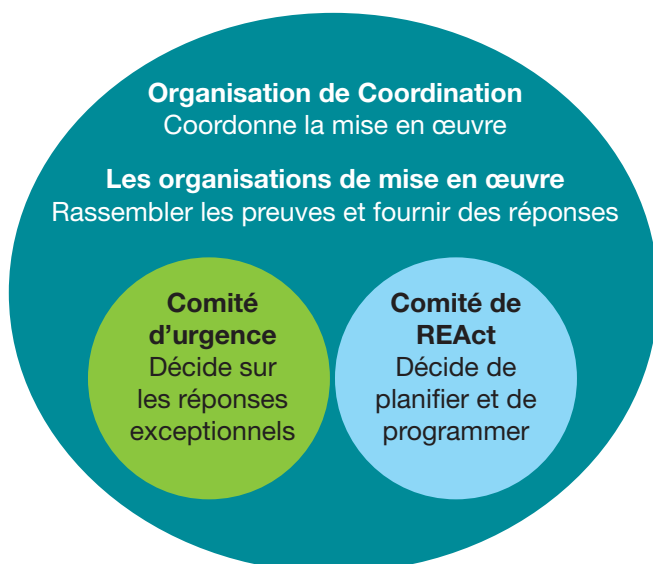 Organisation de Coordination
Coordonne la mise en œuvre
Les organisations de mise en œuvre
Rassembler les preuves et fournir des réponses
Comité
d’urgence
Décide sur
les réponses
exceptionnels
Comité de
REAct
Décide de
planifier et de
programmer